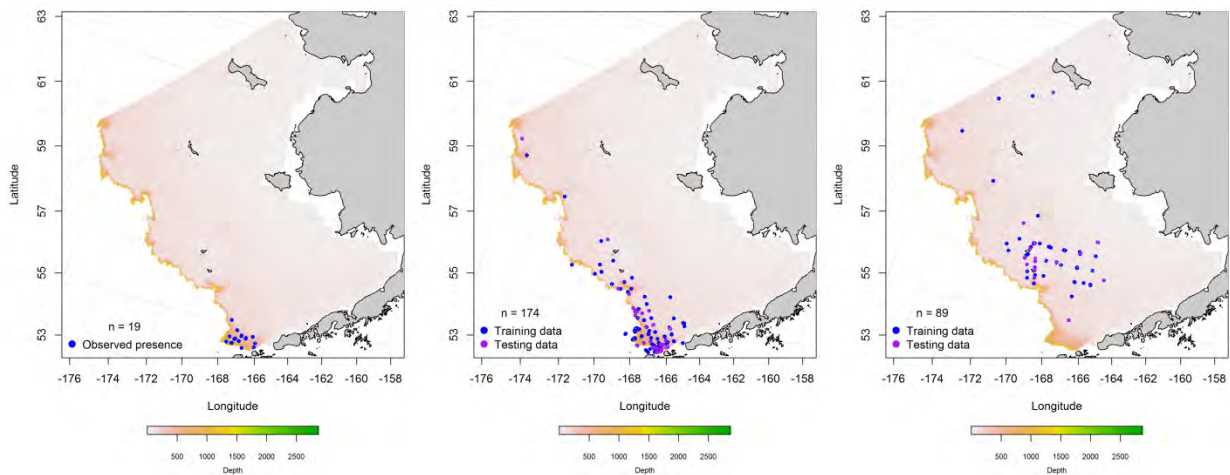 63
61
59
57
55
53
Latitude
n = 19
Observed presence
-176 -174 -172 -170 -168 -166 -164 -162 -160 -158
Longitude
500 1000 1500 2000 2500
Depth
63
61
59
57
55
53
Latitude
n = 174
Training data
Testing data
-176 -174 -172 -170 -168 -166 -164 -162 -160 -158
Longitude
500 1000 1500 2000 2500
Depth
63
61
59
57
55
53
Latitude
n = 89
Training data
Testing data
-176 -174 -172 -170 -168 -166 -164 -162 -160 -158
Longitude
500 1000 1500 2000 2500
Depth